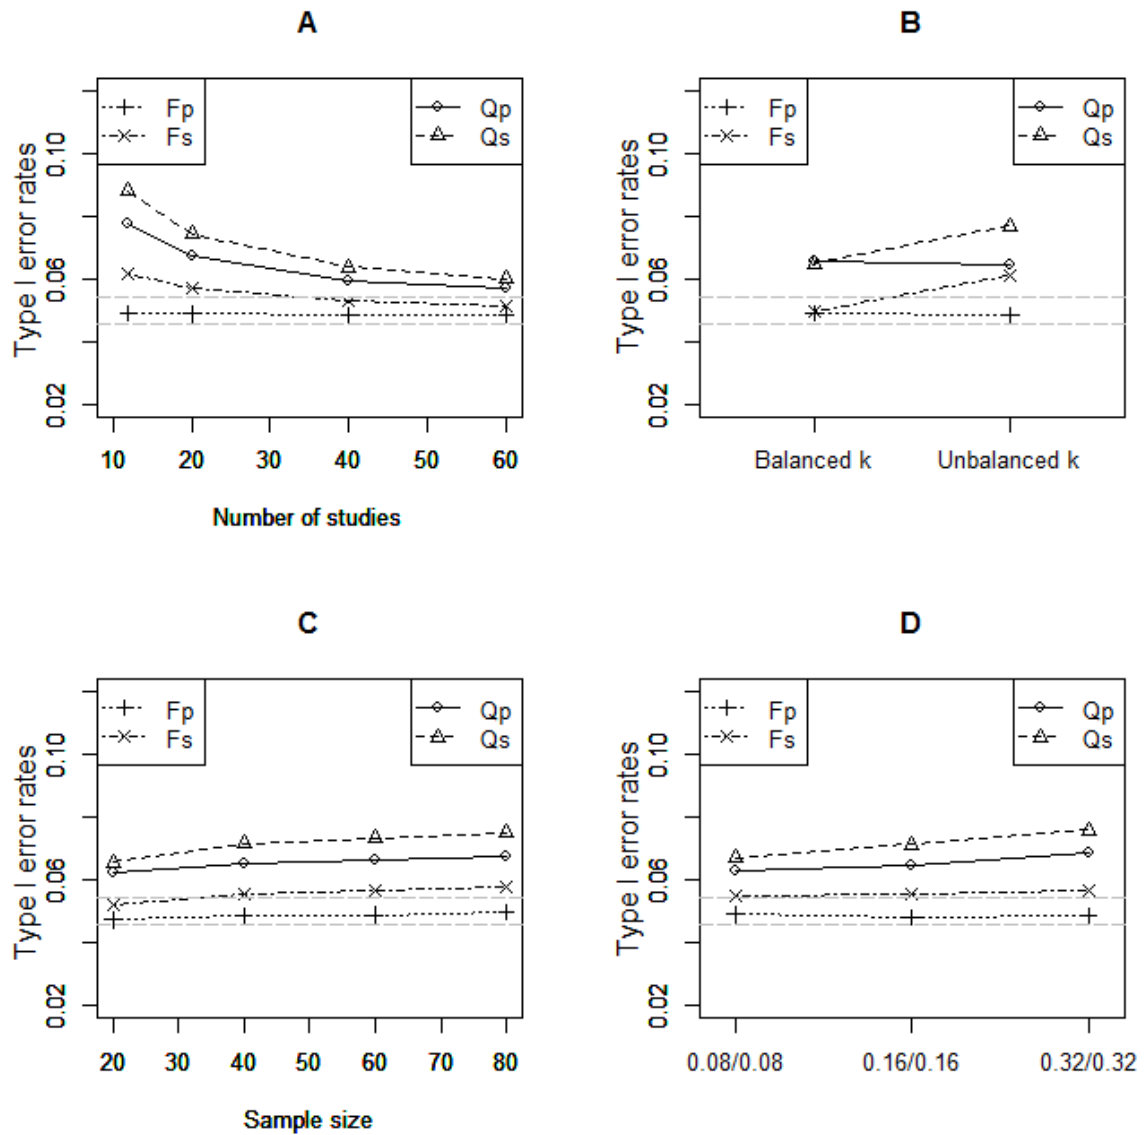 A
Fp
Fs
Qp
Qs
Type I error rates
0.02
0.06
0.10
10 20 30 40 50 60
Number of studies
B
Fp
Fs
Qp
Qs
Type I error rates
0.02
0.06
0.10
Balanced k Unbalanced k
C
Fp
Fs
Qp
Qs
Type I error rates
0.02
0.06
0.10
20 30 40 50 60 70 80
Sample size
D
Fp
Fs
Qp
Qs
Type I error rates
0.02
0.06
0.10
0.08/0.08 0.16/0.16 0.32/0.32